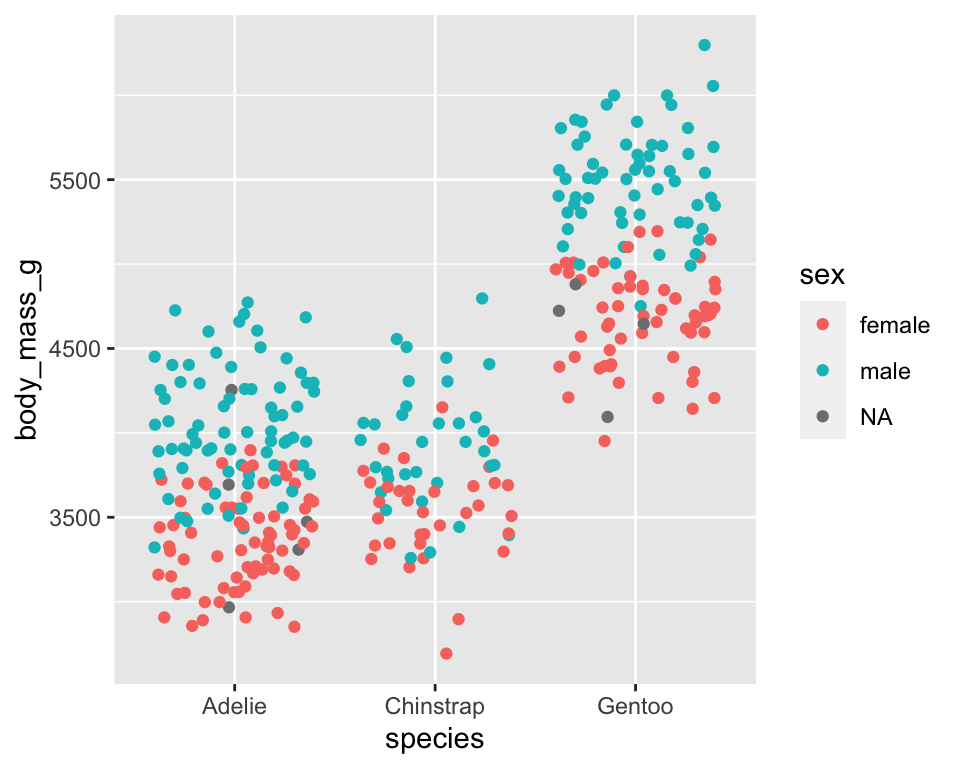 body_mass_g
5500
4500
3500
Adelie
Chinstrap
Gentoo
species
sex
female
male
NA